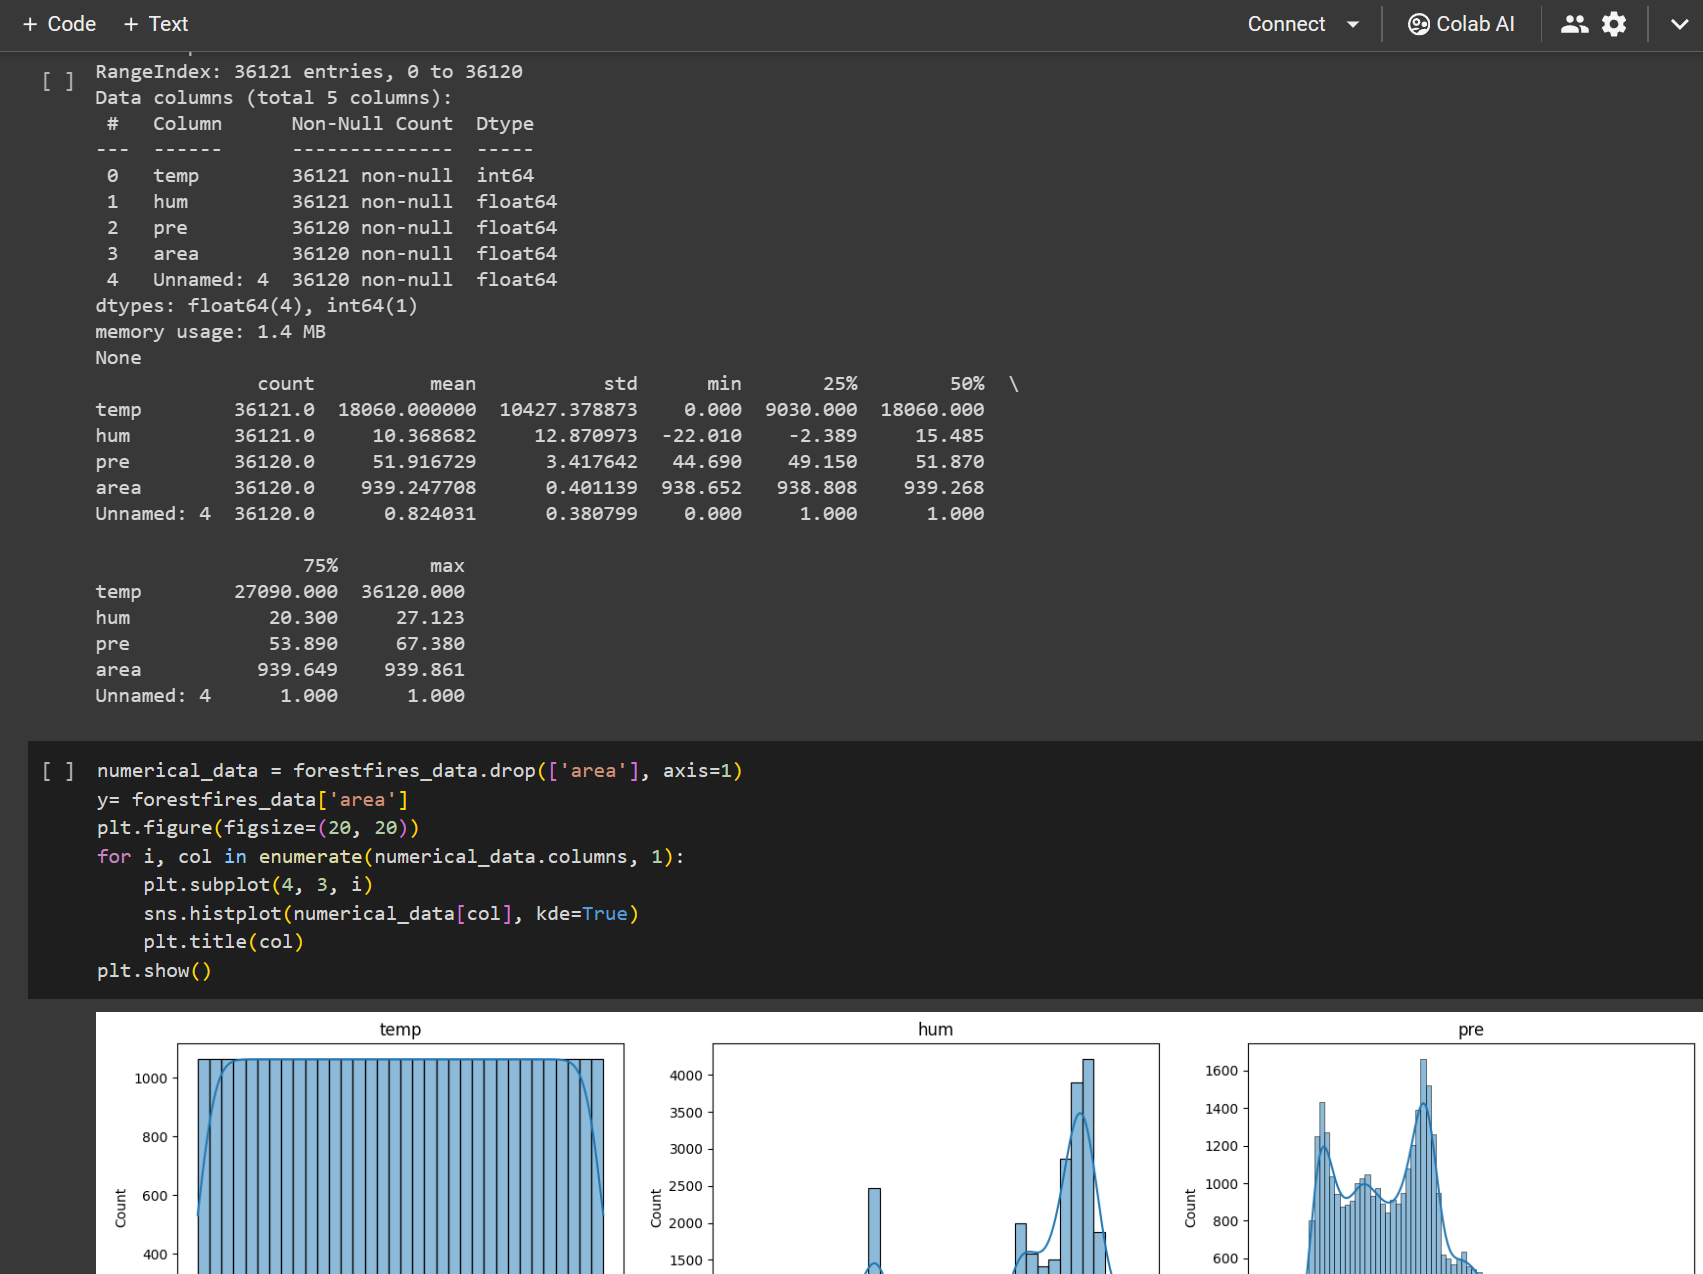 + Code + Text Connect Colab AI
[ ] RangeIndex: 36121 entries, 0 to 36120
Data columns (total 5 columns):
# Column Non-Null Count Dtype
--- ------ -------------- -----
0 temp 36121 non-null int64
1 hum 36121 non-null float64
2 pre 36120 non-null float64
3 area 36120 non-null float64
4 Unnamed: 4 36120 non-null float64
dtypes: float64(4), int64(1)
memory usage: 1.4 MB
None
count mean std min 25% 50% \
temp 36121.0 18060.000000 10427.378873 0.000 9030.000 18060.000
hum 36121.0 10.368682 12.870973 -22.010 -2.389 15.485
pre 36120.0 51.916729 3.417642 44.690 49.150 51.870
area 36120.0 939.247708 0.401139 938.652 938.808 939.268
Unnamed: 4 36120.0 0.824031 0.380799 0.000 1.000 1.000
75% max
temp 27090.000 36120.000
hum 20.300 27.123
pre 53.890 67.380
area 939.649 939.861
Unnamed: 4 1.000 1.000
[ ] numerical_data = forestfires_data.drop(['area'], axis=1)
y= forestfires_data['area']
plt.figure(figsize=(20, 20))
for i, col in enumerate(numerical_data.columns, 1):
    plt.subplot(4, 3, i)
    sns.histplot(numerical_data[col], kde=True)
    plt.title(col)
plt.show()
temp
1000
800
600
400
Count
hum
4000
3500
3000
2500
2000
1500
Count
pre
1600
1400
1200
1000
800
600
Count